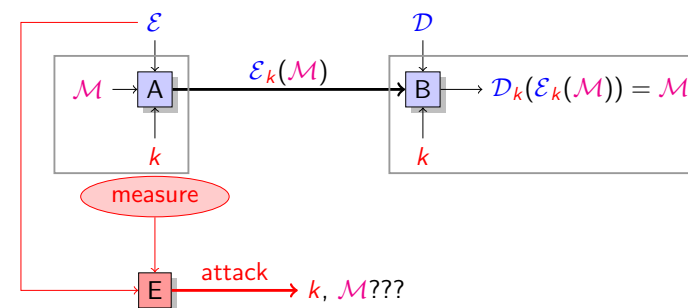 ℰ 𝒟
ℰₖ(ℳ)
ℳ A B 𝒟ₖ(ℰₖ(ℳ)) = ℳ
k k
measure
attack
E k, ℳ???